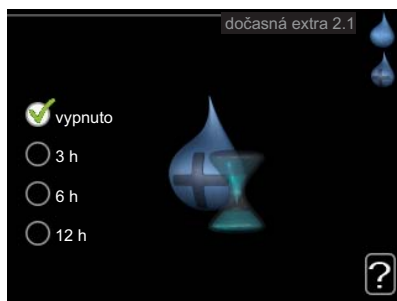 dočasná extra 2.1
vypnuto
3 h
6 h
12 h
?